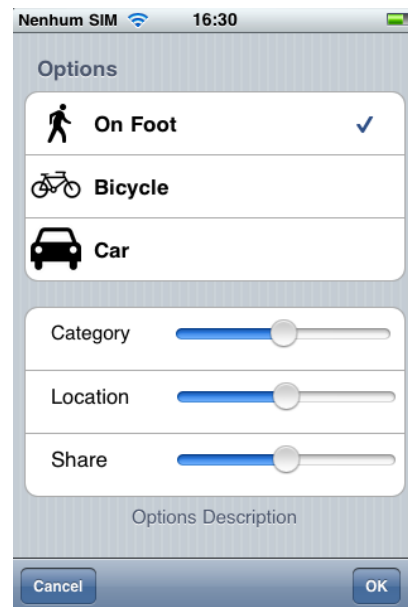 Nenhum SIM 16:30
Options
On Foot
Bicycle
Car
Category
Location
Share
Options Description
Cancel OK